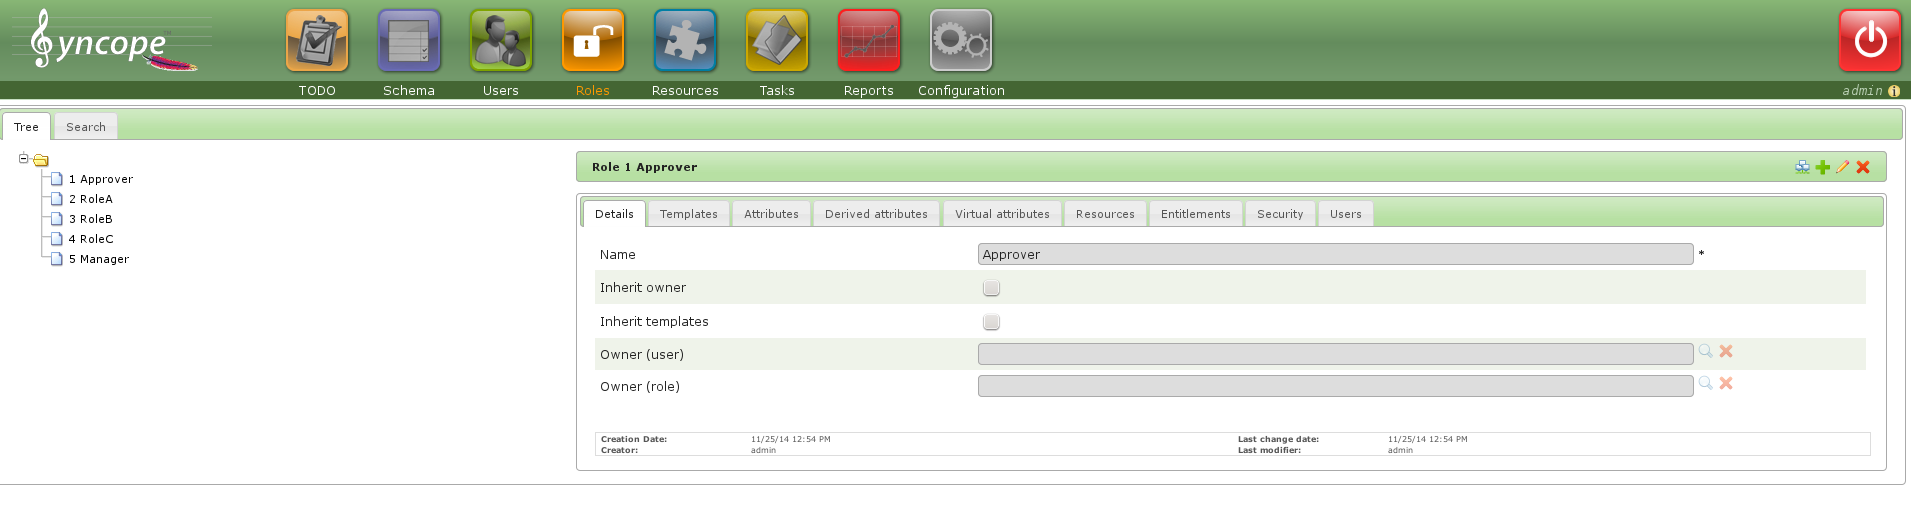 yncope
TODO Schema Users Roles Resources Tasks Reports Configuration
admin
Tree Search
1 Approver
2 RoleA
3 RoleB
4 RoleC
5 Manager
Role 1 Approver
Details Templates Attributes Derived attributes Virtual attributes Resources Entitlements Security Users
Name Approver *
Inherit owner
Inherit templates
Owner (user)
Owner (role)
Creation Date: 11/25/14 12:54 PM Last change date: 11/25/14 12:54 PM
Creator: admin Last modifier: admin